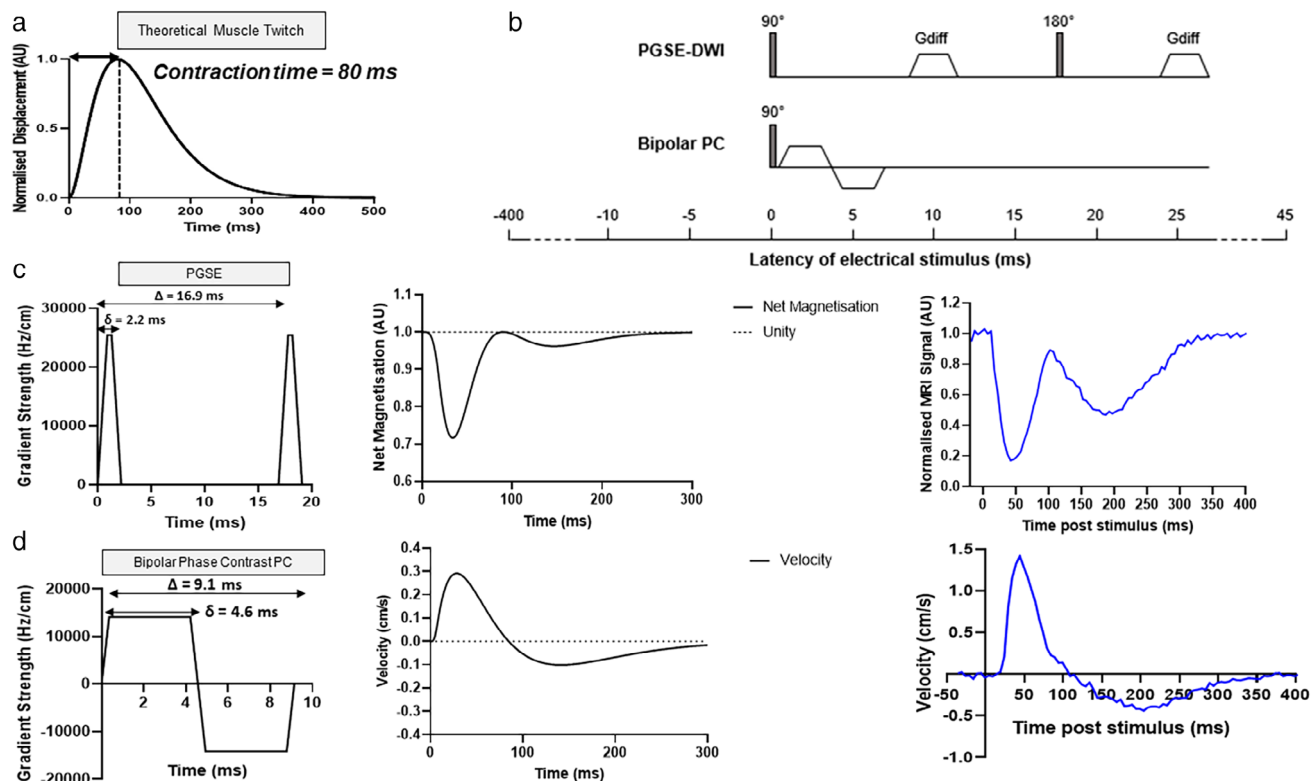 a
Theoretical Muscle Twitch
Normalised Displacement (AU)
1.0
0.5
0.0
Contraction time = 80 ms
0 100 200 300 400 500
Time (ms)
b
90° 180°
PGSE-DWI Gdiff Gdiff
90°
Bipolar PC
-400 -10 -5 0 5 10 15 20 25 45
Latency of electrical stimulus (ms)
c
PGSE
Δ = 16.9 ms
δ = 2.2 ms
Gradient Strength (Hz/cm)
30000
20000
10000
0
0 5 10 15 20
Time (ms)
Net Magnetisation (AU)
1.1
1.0
0.9
0.8
0.7
0.6
0 100 200 300
Time (ms)
Net Magnetisation
Unity
Normalised MRI Signal (AU)
1.2
1.0
0.8
0.6
0.4
0.2
0.0
0 50 100 150 200 250 300 350 400
Time post stimulus (ms)
d
Bipolar Phase Contrast PC
Δ = 9.1 ms
δ = 4.6 ms
Gradient Strength (Hz/cm)
20000
10000
0
-10000
-20000
2 4 6 8 10
Time (ms)
Velocity (cm/s)
0.4
0.3
0.2
0.1
0.0
-0.1
-0.2
-0.3
-0.4
0 100 200 300
Time (ms)
Velocity
Velocity (cm/s)
1.5
1.0
0.5
-0.5
-1.0
-50 50 100 150 200 250 300 350 400
Time post stimulus (ms)